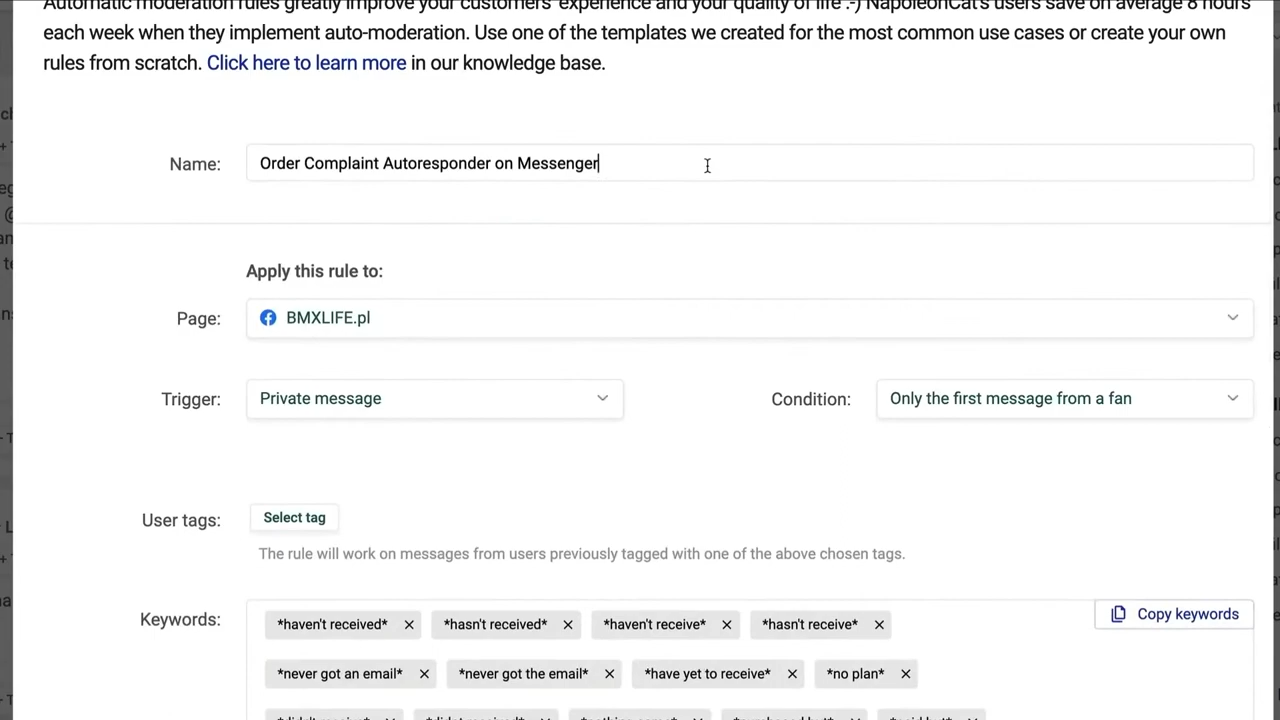 Automatic moderation rules greatly improve your customers' experience and your quality of life :-) NapoleonCat's users save on average 8 hours
each week when they implement auto-moderation. Use one of the templates we created for the most common use cases or create your own
rules from scratch. Click here to learn more in our knowledge base.
Name: Order Complaint Autoresponder on Messenger
Apply this rule to:
Page: BMXLIFE.pl
Trigger: Private message Condition: Only the first message from a fan
User tags: Select tag
The rule will work on messages from users previously tagged with one of the above chosen tags.
Keywords: *haven't received* *hasn't received* *haven't receive* *hasn't receive* Copy keywords
*never got an email* *never got the email* *have yet to receive* *no plan*